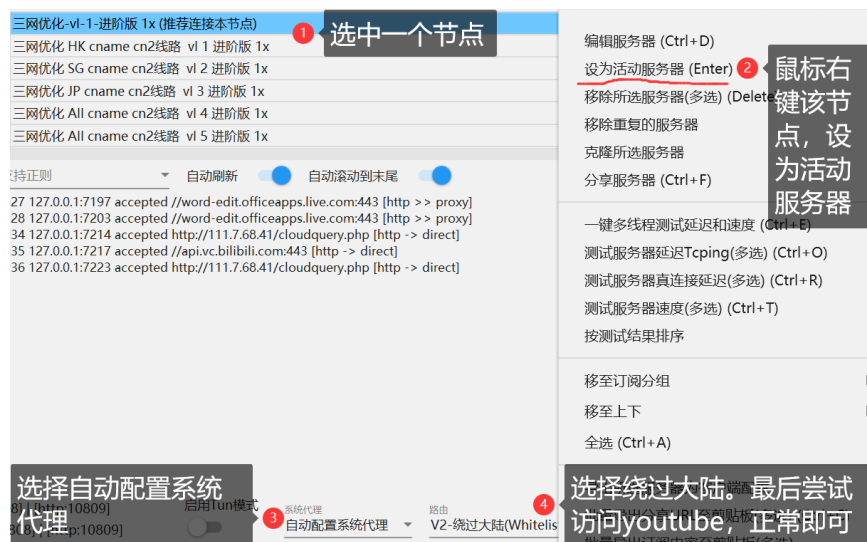 三网优化-vl-1-进阶版 1x (推荐连接本节点)
三网优化 HK cname cn2线路 vl 1 进阶版 1x
三网优化 SG cname cn2线路 vl 2 进阶版 1x
三网优化 JP cname cn2线路 vl 3 进阶版 1x
三网优化 All cname cn2线路 vl 4 进阶版 1x
三网优化 All cname cn2线路 vl 5 进阶版 1x
1 选中一个节点
支持正则
自动刷新
自动滚动到末尾
27 127.0.0.1:7197 accepted //word-edit.officeapps.live.com:443 [http >> proxy]
28 127.0.0.1:7203 accepted //word-edit.officeapps.live.com:443 [http >> proxy]
34 127.0.0.1:7214 accepted http://111.7.68.41/cloudquery.php [http -> direct]
35 127.0.0.1:7217 accepted //api.vc.bilibili.com:443 [http -> direct]
36 127.0.0.1:7223 accepted http://111.7.68.41/cloudquery.php [http -> direct]
编辑服务器 (Ctrl+D)
设为活动服务器 (Enter)
移除所选服务器(多选) (Delete
移除重复的服务器
克隆所选服务器
分享服务器 (Ctrl+F)
一键多线程测试延迟和速度 (Ctrl+E)
测试服务器延迟Tcping(多选) (Ctrl+O)
测试服务器真连接延迟(多选) (Ctrl+R)
测试服务器速度(多选) (Ctrl+T)
按测试结果排序
移至订阅分组
移至上下
全选 (Ctrl+A)
2 鼠标右
键该节
点，设
为活动
服务器
选择自动配置系统
代理
[http:10809]
[http:10809]
启用Tun模式
3
系统代理
自动配置系统代理
路由
V2-绕过大陆(Whitelis
4 选择绕过大陆。最后尝试
访问youtube，正常即可